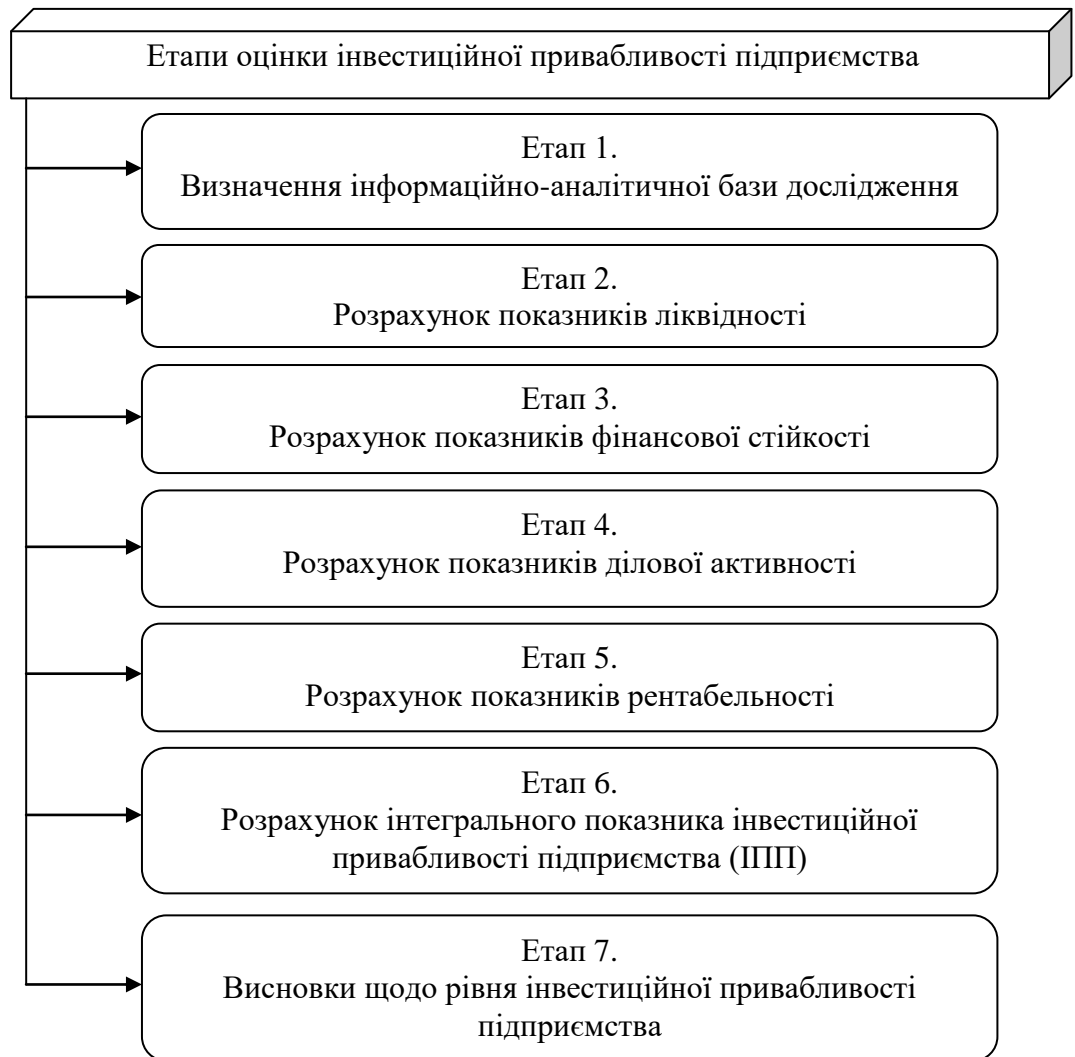 Етапи оцінки інвестиційної привабливості підприємства
Етап 1.
Визначення інформаційно-аналітичної бази дослідження
Етап 2.
Розрахунок показників ліквідності
Етап 3.
Розрахунок показників фінансової стійкості
Етап 4.
Розрахунок показників ділової активності
Етап 5.
Розрахунок показників рентабельності
Етап 6.
Розрахунок інтегрального показника інвестиційної
привабливості підприємства (ІПП)
Етап 7.
Висновки щодо рівня інвестиційної привабливості
підприємства